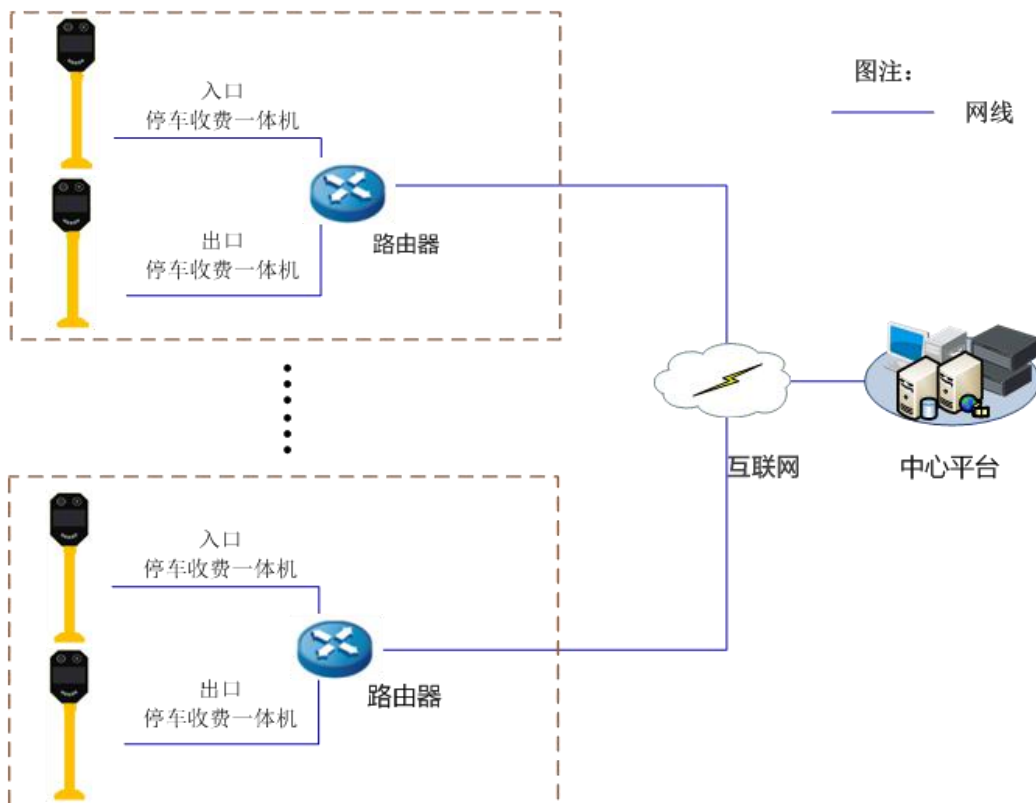 入口
停车收费一体机
出口
停车收费一体机
路由器
图注：
网线
互联网
中心平台
入口
停车收费一体机
出口
停车收费一体机
路由器